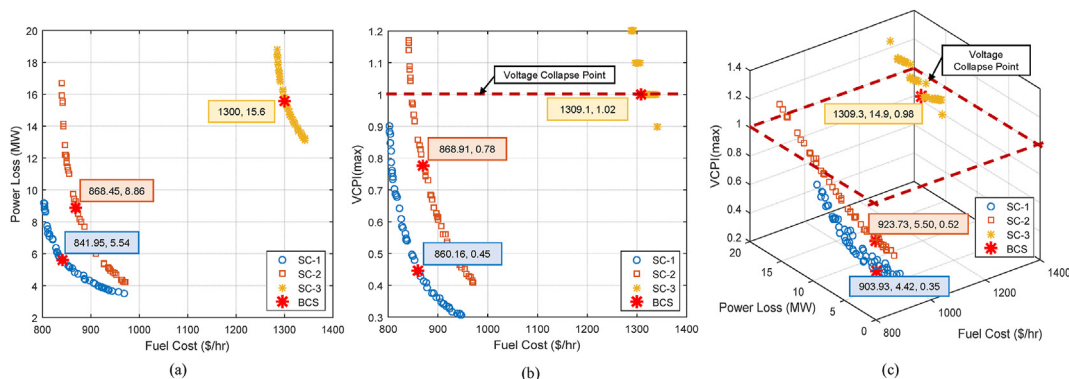 20
18
16
14
12
10
8
6
4
2
Power Loss (MW)
1300, 15.6
868.45, 8.86
841.95, 5.54
SC-1
SC-2
SC-3
BCS
800 900 1000 1100 1200 1300 1400
Fuel Cost ($/hr)
(a)
1.2
1.1
1
0.9
0.8
0.7
0.6
0.5
0.4
0.3
VCPI(max)
Voltage Collapse Point
1309.1, 1.02
868.91, 0.78
860.16, 0.45
SC-1
SC-2
SC-3
BCS
800 900 1000 1100 1200 1300 1400
Fuel Cost ($/hr)
(b)
1.4
1.2
1
0.8
0.6
0.4
0.2
VCPI(max)
Voltage
Collapse Point
1309.3, 14.9, 0.98
923.73, 5.50, 0.52
903.93, 4.42, 0.35
SC-1
SC-2
SC-3
BCS
15
10
5
0
Power Loss (MW)
800
1000
1200
1400
Fuel Cost ($/hr)
(c)